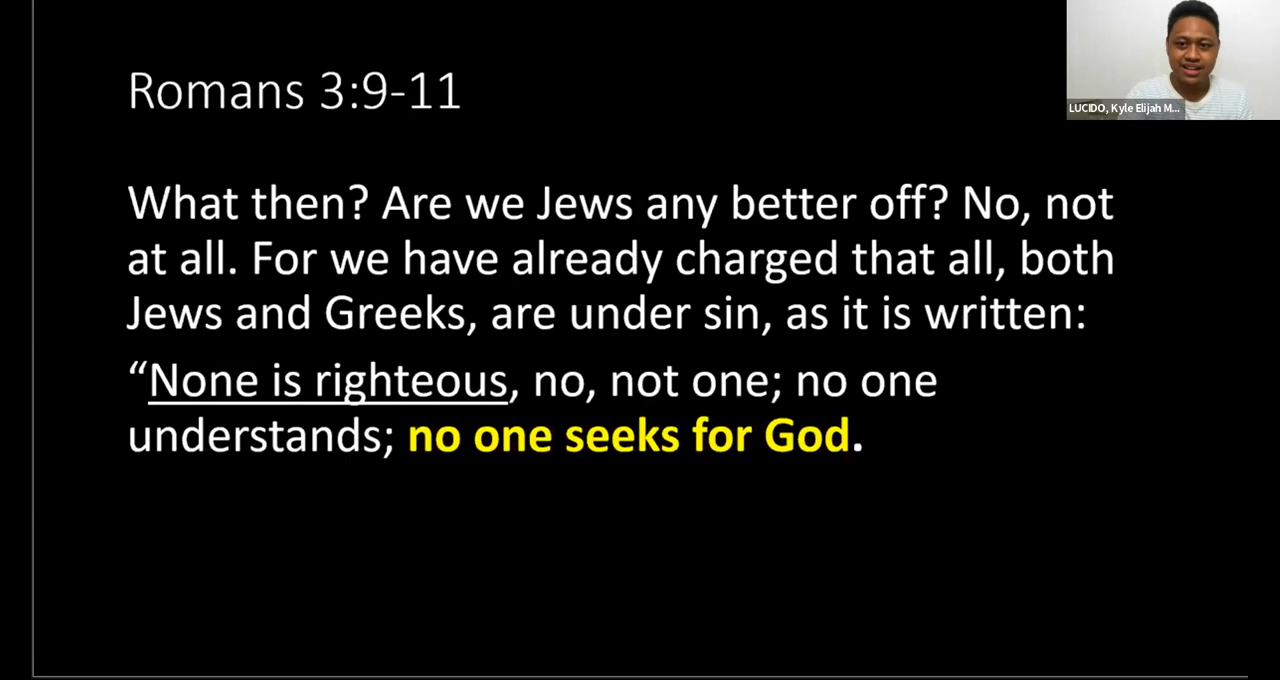 Romans 3:9-11
LUCIDO, Kyle Elijah M...
What then? Are we Jews any better off? No, not
at all. For we have already charged that all, both
Jews and Greeks, are under sin, as it is written:
“None is righteous, no, not one; no one
understands; no one seeks for God.